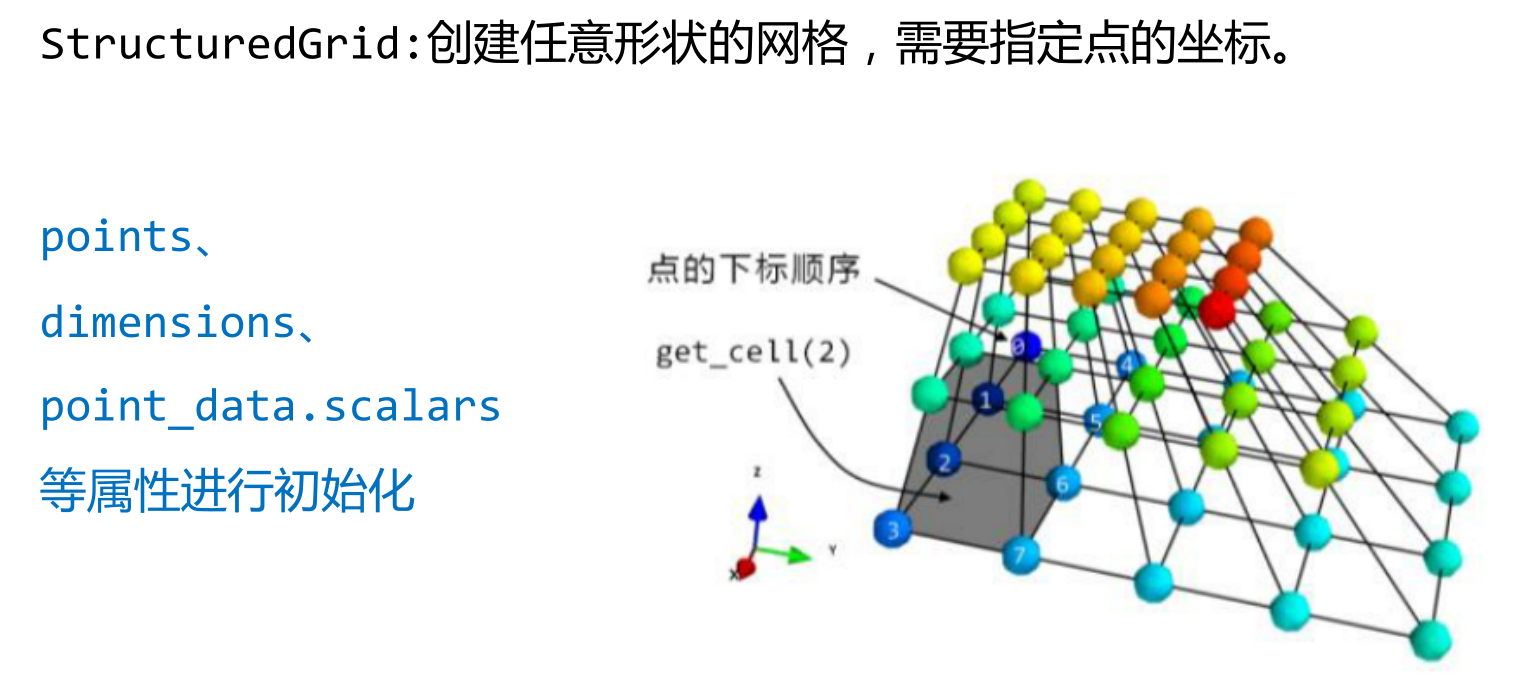 StructuredGrid:创建任意形状的网格，需要指定点的坐标。
points、
dimensions、
point_data.scalars
等属性进行初始化
点的下标顺序
get_cell(2)
0
4
1
5
2
6
3
7
z
Y
X